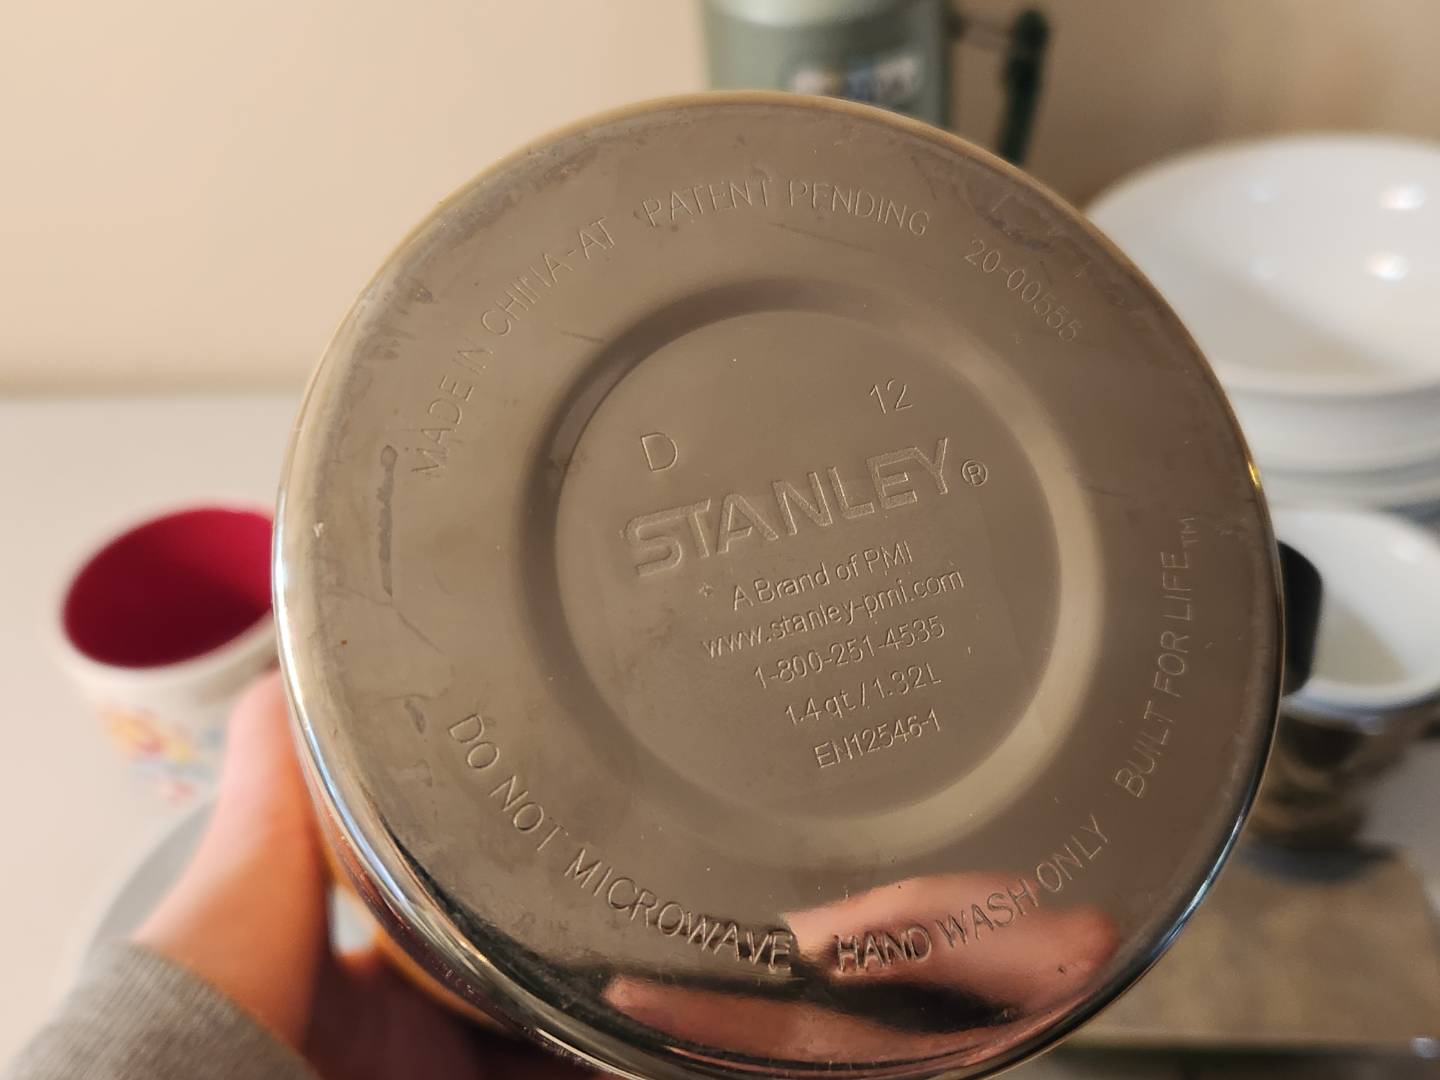 MADE IN CHINA-AT PATENT PENDING 20-00555
D 12
STANLEY®
A Brand of PMI
www.stanley-pmi.com
1-800-251-4535
1.4 qt / 1.32L
EN12546-1
DO NOT MICROWAVE HAND WASH ONLY BUILT FOR LIFE™